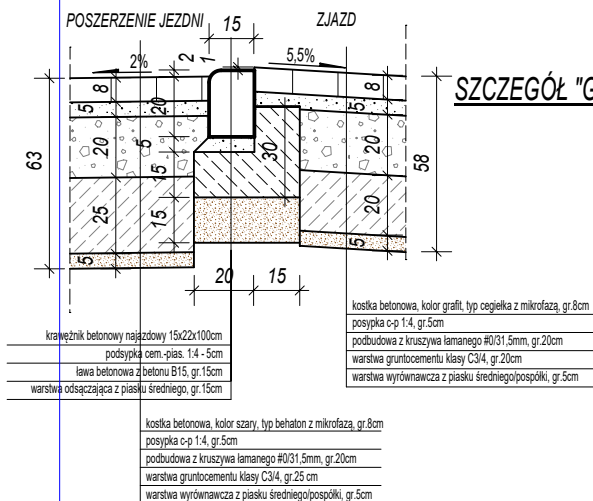 POSZERZENIE JEZDNI
15
ZJAZD
2%
2
1
5,5%
SZCZEGÓŁ "G
8
20
8
5
5
63
20
5
30
20
58
15
25
15
20
5
5
20
15
krawężnik betonowy najazdowy 15x22x100cm
podsypka cem.-pias. 1:4 - 5cm
ława betonowa z betonu B15, gr.15cm
warstwa odsączająca z piasku średniego, gr.15cm
kostka betonowa, kolor grafit, typ cegiełka z mikrofazą, gr.8cm
posypka c-p 1:4, gr.5cm
podbudowa z kruszywa łamanego #0/31,5mm, gr.20cm
warstwa gruntocementu klasy C3/4, gr.20cm
warstwa wyrównawcza z piasku średniego/pospółki, gr.5cm
kostka betonowa, kolor szary, typ behaton z mikrofazą, gr.8cm
posypka c-p 1:4, gr.5cm
podbudowa z kruszywa łamanego #0/31,5mm, gr.20cm
warstwa gruntocementu klasy C3/4, gr.25 cm
warstwa wyrównawcza z piasku średniego/pospółki, gr.5cm